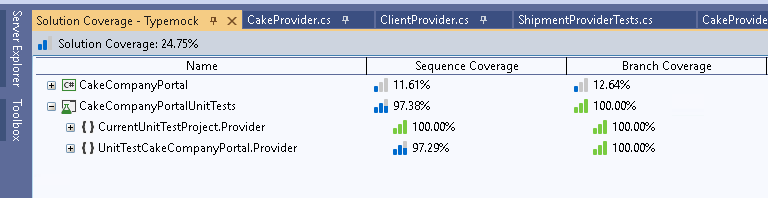 Solution Coverage - Typemock CakeProvider.cs ClientProvider.cs ShipmentProviderTests.cs CakeProvider
Server Explorer
Toolbox
Solution Coverage: 24.75%
Name Sequence Coverage Branch Coverage
C# CakeCompanyPortal 11.61% 12.64%
CakeCompanyPortalUnitTests 97.38% 100.00%
{ } CurrentUnitTestProject.Provider 100.00% 100.00%
{ } UnitTestCakeCompanyPortal.Provider 97.29% 100.00%